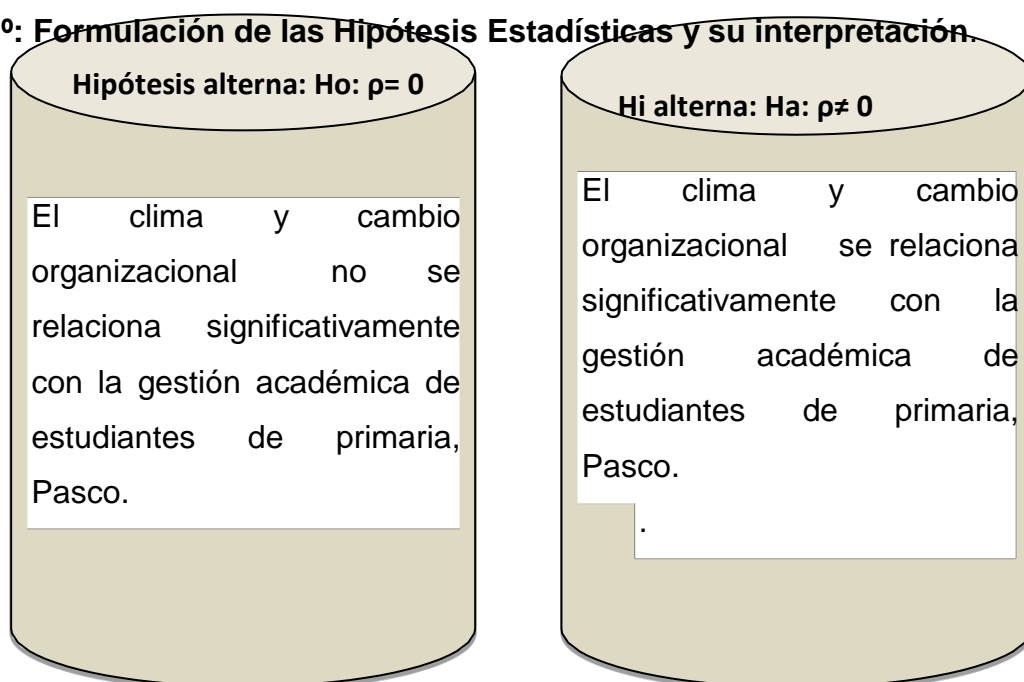 º: Formulación de las Hipótesis Estadísticas y su interpretación.
Hipótesis alterna: Ho: ρ= 0
El clima y cambio
organizacional no se
relaciona significativamente
con la gestión académica de
estudiantes de primaria,
Pasco.
Hi alterna: Ha: ρ≠ 0
El clima y cambio
organizacional se relaciona
significativamente con la
gestión académica de
estudiantes de primaria,
Pasco.
.